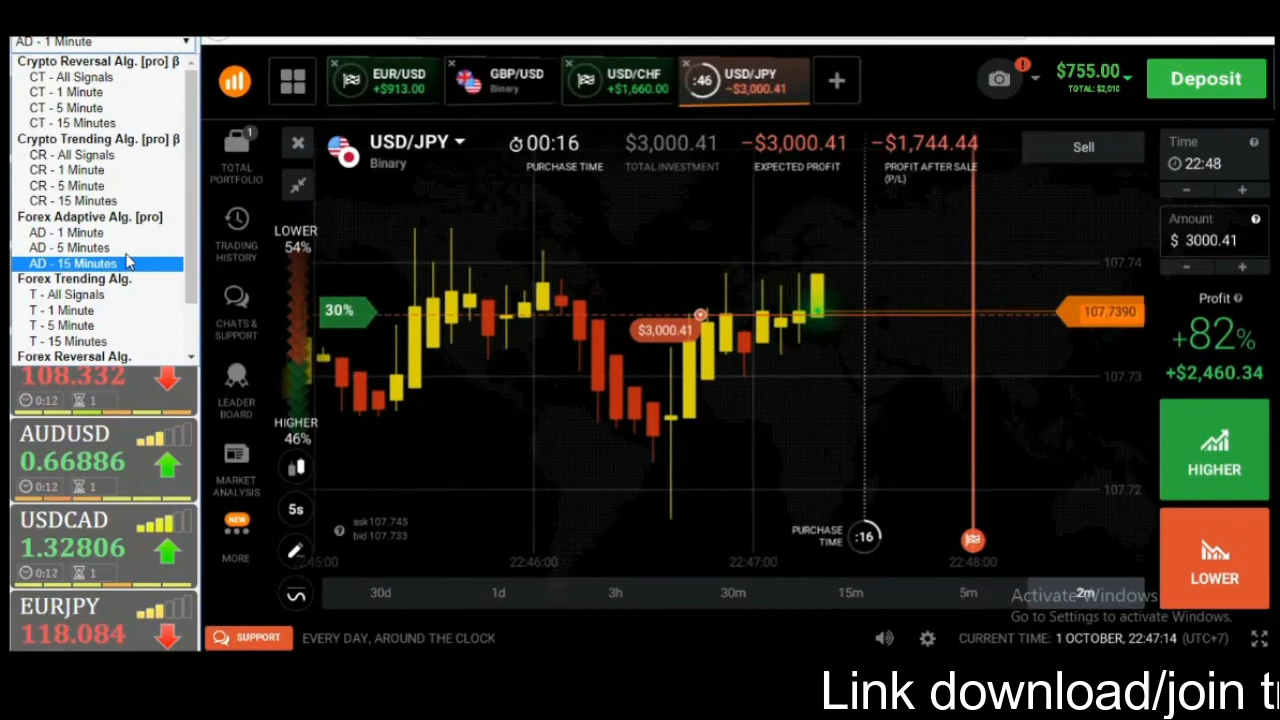 AD - 1 Minute
Crypto Reversal Alg. [pro] β
CT - All Signals
CT - 1 Minute
CT - 5 Minute
CT - 15 Minutes
Crypto Trending Alg. [pro] β
CR - All Signals
CR - 1 Minute
CR - 5 Minute
CR - 15 Minutes
Forex Adaptive Alg. [pro]
AD - 1 Minute
AD - 5 Minutes
AD - 15 Minutes
Forex Trending Alg.
T - All Signals
T - 1 Minute
T - 5 Minute
T - 15 Minutes
Forex Reversal Alg.
108.332
0:12 1
AUDUSD
0.66886
0:12 1
USDCAD
1.32806
0:12 1
EURJPY
118.084
EUR/USD
+$913.00
GBP/USD
Binary
USD/CHF
+$1,660.00
:46
USD/JPY
−$3,000.41
$755.00
TOTAL: $2,010
Deposit
1
TOTAL
PORTFOLIO
TRADING
HISTORY
CHATS &
SUPPORT
LEADER
BOARD
MARKET
ANALYSIS
NEW
MORE
USD/JPY
Binary
00:16
PURCHASE TIME
$3,000.41
TOTAL INVESTMENT
−$3,000.41
EXPECTED PROFIT
−$1,744.44
PROFIT AFTER SALE
(P/L)
Sell
LOWER
54%
30%
HIGHER
46%
5s
$3,000.41
107.74
107.7390
107.73
107.72
ask 107.745
bid 107.733
PURCHASE
TIME
:16
45:00
22:46:00
22:47:00
22:48:00
30d
1d
3h
30m
15m
5m
2m
Time
22:48
- +
Amount
$ 3000.41
- +
Profit
+82%
+$2,460.34
HIGHER
LOWER
Activate Windows
Go to Settings to activate Windows.
SUPPORT
EVERY DAY, AROUND THE CLOCK
CURRENT TIME: 1 OCTOBER, 22:47:14 (UTC+7)
Link download/join t